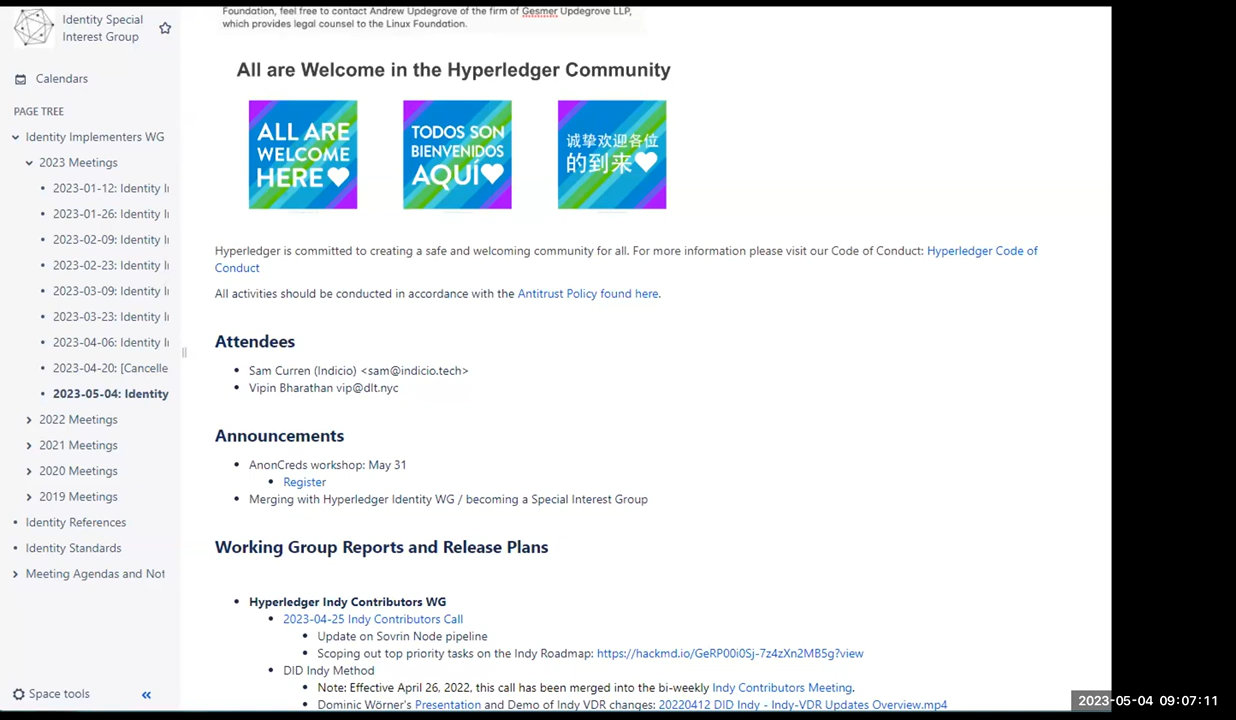 Identity Special
Interest Group
Calendars
PAGE TREE
Identity Implementers WG
2023 Meetings
2023-01-12: Identity I
2023-01-26: Identity I
2023-02-09: Identity I
2023-02-23: Identity I
2023-03-09: Identity I
2023-03-23: Identity I
2023-04-06: Identity I
2023-04-20: [Cancelle
2023-05-04: Identity
2022 Meetings
2021 Meetings
2020 Meetings
2019 Meetings
Identity References
Identity Standards
Meeting Agendas and Not
Space tools
Foundation, feel free to contact Andrew Updegrove of the firm of Gesmer Updegrove LLP,
which provides legal counsel to the Linux Foundation.
All are Welcome in the Hyperledger Community
ALL ARE
WELCOME
HERE
TODOS SON
BIENVENIDOS
AQUÍ
诚挚欢迎各位
的到来
Hyperledger is committed to creating a safe and welcoming community for all. For more information please visit our Code of Conduct: Hyperledger Code of
Conduct
All activities should be conducted in accordance with the Antitrust Policy found here.
Attendees
Sam Curren (Indicio) <sam@indicio.tech>
Vipin Bharathan vip@dlt.nyc
Announcements
AnonCreds workshop: May 31
Register
Merging with Hyperledger Identity WG / becoming a Special Interest Group
Working Group Reports and Release Plans
Hyperledger Indy Contributors WG
2023-04-25 Indy Contributors Call
Update on Sovrin Node pipeline
Scoping out top priority tasks on the Indy Roadmap: https://hackmd.io/GeRP00i0Sj-7z4zXn2MB5g?view
DID Indy Method
Note: Effective April 26, 2022, this call has been merged into the bi-weekly Indy Contributors Meeting.
Dominic Wörner's Presentation and Demo of Indy VDR changes: 20220412 DID Indy - Indy-VDR Updates Overview.mp4
2023-05-04 09:07:11